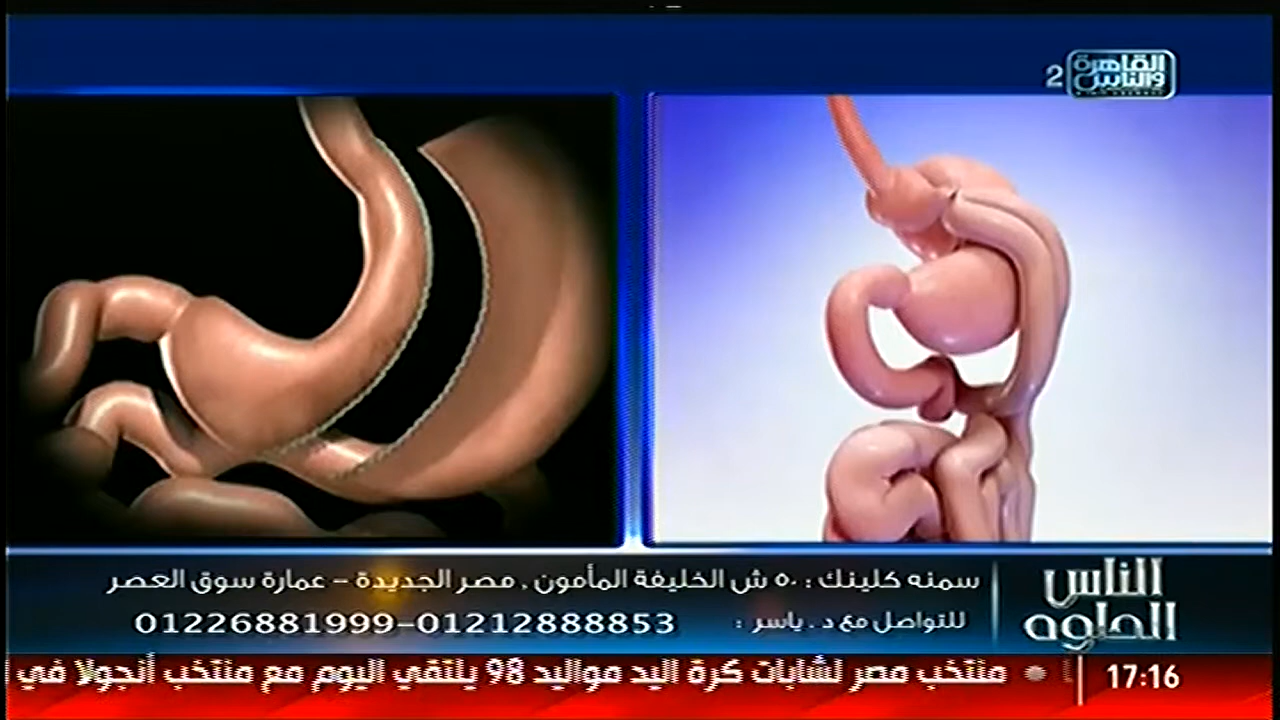 القاهرة والناس 2
سمنه كلينك : ٥٠ ش الخليفة المأمون . مصر الجديدة - عمارة سوق العصر
للتواصل مع د . ياسر :
01226881999-01212888853
الناس
الحلوه
منتخب مصر لشابات كرة اليد مواليد 98 يلتقي اليوم مع منتخب أنجولا في
17:16